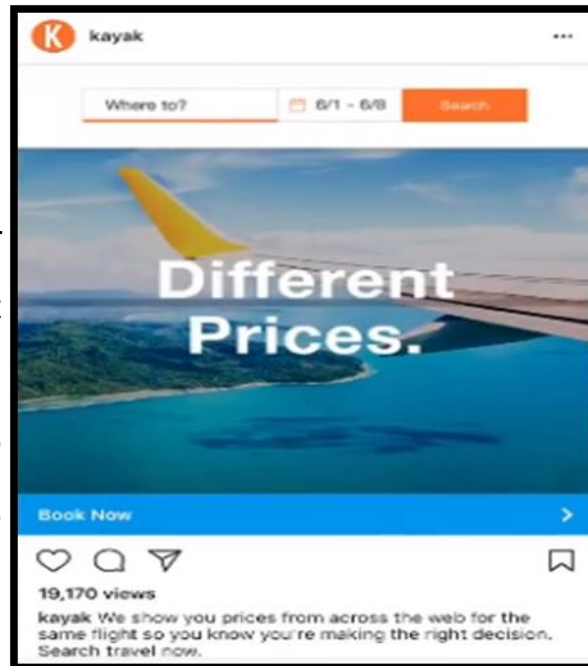 K kayak
Where to? 6/1 - 6/8 Search
Different
Prices.
Book Now
19,170 views
kayak We show you prices from across the web for the
same flight so you know you're making the right decision.
Search travel now.